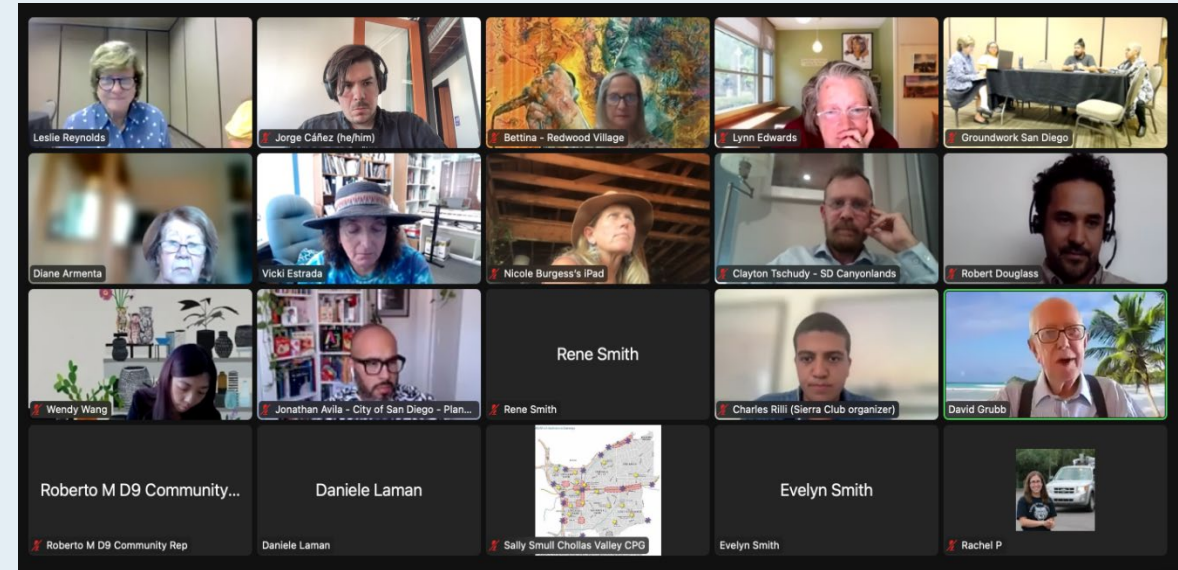 Leslie Reynolds
Jorge Cáñez (he/him)
Bettina - Redwood Village
Lynn Edwards
Groundwork San Diego
Diane Armenta
Vicki Estrada
Nicole Burgess's iPad
Clayton Tschudy - SD Canyonlands
Robert Douglass
Wendy Wang
Jonathan Avila - City of San Diego - Plan...
Rene Smith
Rene Smith
Charles Rilli (Sierra Club organizer)
David Grubb
Roberto M D9 Community...
Roberto M D9 Community Rep
Daniele Laman
Daniele Laman
Sally Smull Chollas Valley CPG
Evelyn Smith
Evelyn Smith
Rachel P